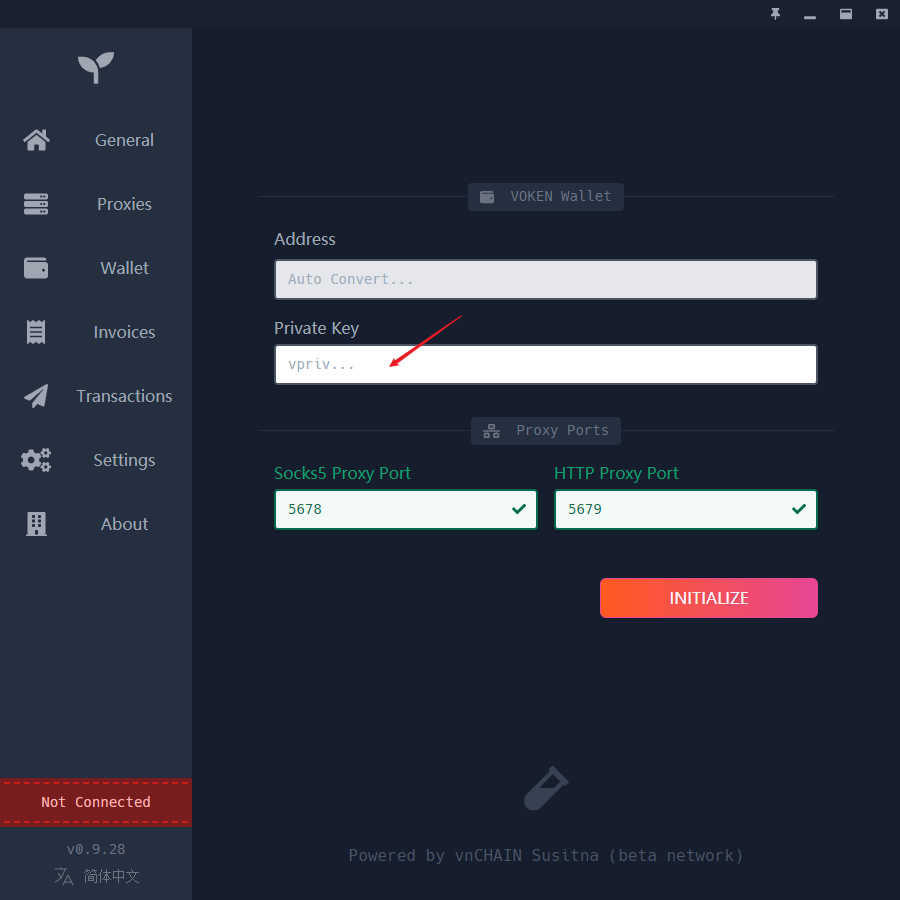 General
Proxies
Wallet
Invoices
Transactions
Settings
About
Not Connected
v0.9.28
简体中文
VOKEN Wallet
Address
Auto Convert...
Private Key
vpriv...
Proxy Ports
Socks5 Proxy Port
HTTP Proxy Port
5678
5679
INITIALIZE
Powered by vnCHAIN Susitna (beta network)